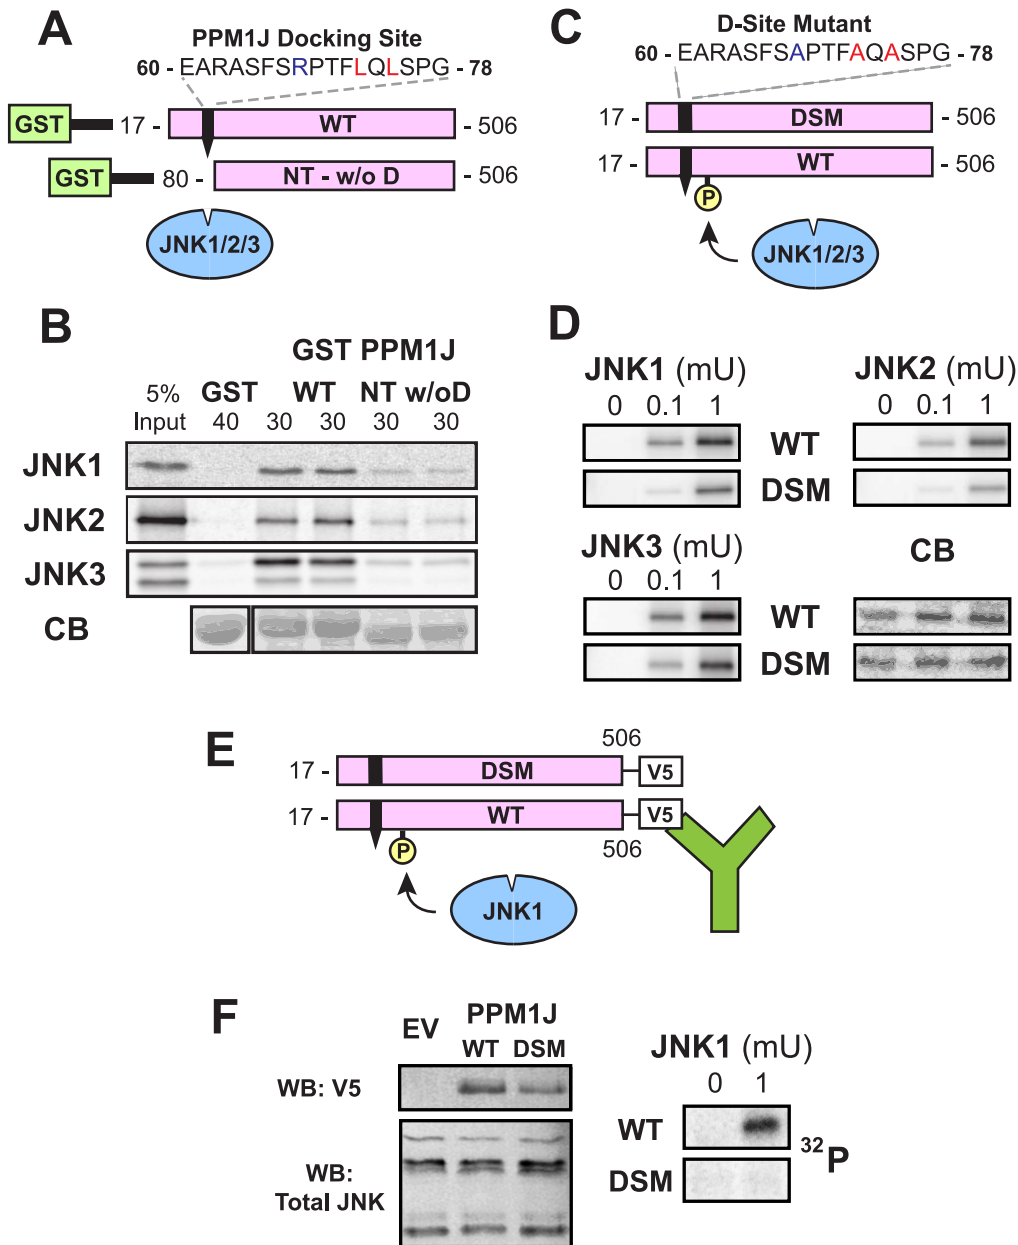 A
PPM1J Docking Site
60 - EARASFSRPTFLQLSPG - 78
GST 17 - WT - 506
GST 80 - NT - w/o D - 506
JNK1/2/3
C
D-Site Mutant
60 - EARASFSAPTFAQASPG - 78
17 - DSM - 506
17 - WT - 506
P
JNK1/2/3
B
GST PPM1J
5% Input GST WT NT w/oD
40 30 30 30 30
JNK1
JNK2
JNK3
CB
D
JNK1 (mU) JNK2 (mU)
0 0.1 1 0 0.1 1
WT
DSM
JNK3 (mU) CB
0 0.1 1
WT
DSM
E
506
17 - DSM V5
17 - WT V5
P 506
JNK1
F
EV PPM1J
WT DSM
WB: V5
WB:
Total JNK
JNK1 (mU)
0 1
WT
32P
DSM